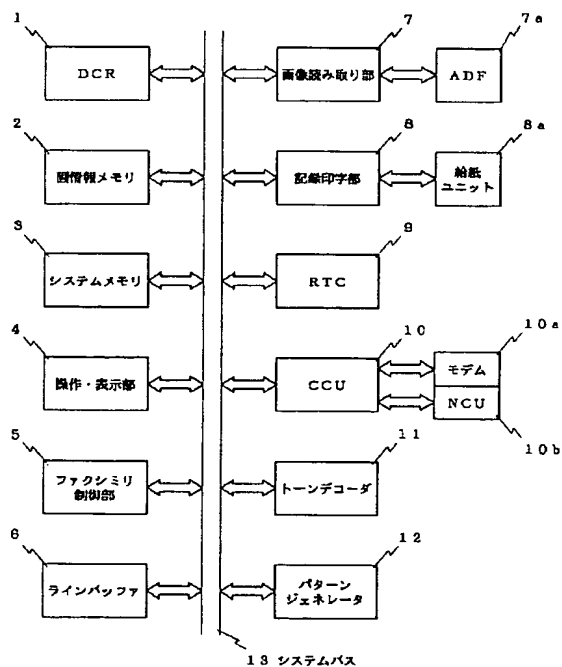 1
DCR
2
画情報メモリ
3
システムメモリ
4
操作・表示部
5
ファクシミリ
制御部
6
ラインバッファ
7
画像読み取り部
7a
ADF
8
記録印字部
8a
給紙
ユニット
9
RTC
10
CCU
10a
モデム
NCU
10b
11
トーンデコーダ
12
パターン
ジェネレータ
13 システムバス